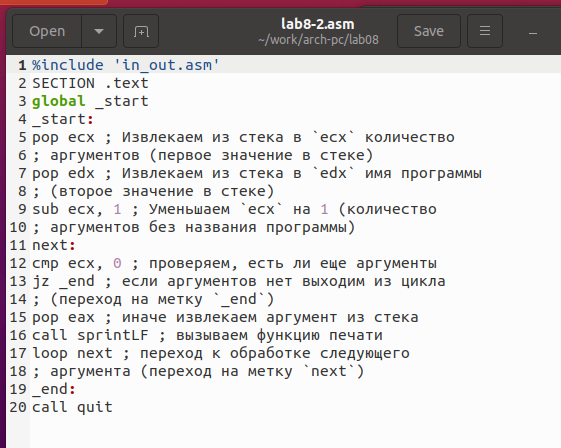 Open
lab8-2.asm
~/work/arch-pc/lab08
Save
1 %include 'in_out.asm'
2 SECTION .text
3 global _start
4 _start:
5 pop ecx ; Извлекаем из стека в `ecx` количество
6 ; аргументов (первое значение в стеке)
7 pop edx ; Извлекаем из стека в `edx` имя программы
8 ; (второе значение в стеке)
9 sub ecx, 1 ; Уменьшаем `ecx` на 1 (количество
10 ; аргументов без названия программы)
11 next:
12 cmp ecx, 0 ; проверяем, есть ли еще аргументы
13 jz _end ; если аргументов нет выходим из цикла
14 ; (переход на метку `_end`)
15 pop eax ; иначе извлекаем аргумент из стека
16 call sprintLF ; вызываем функцию печати
17 loop next ; переход к обработке следующего
18 ; аргумента (переход на метку `next`)
19 _end:
20 call quit